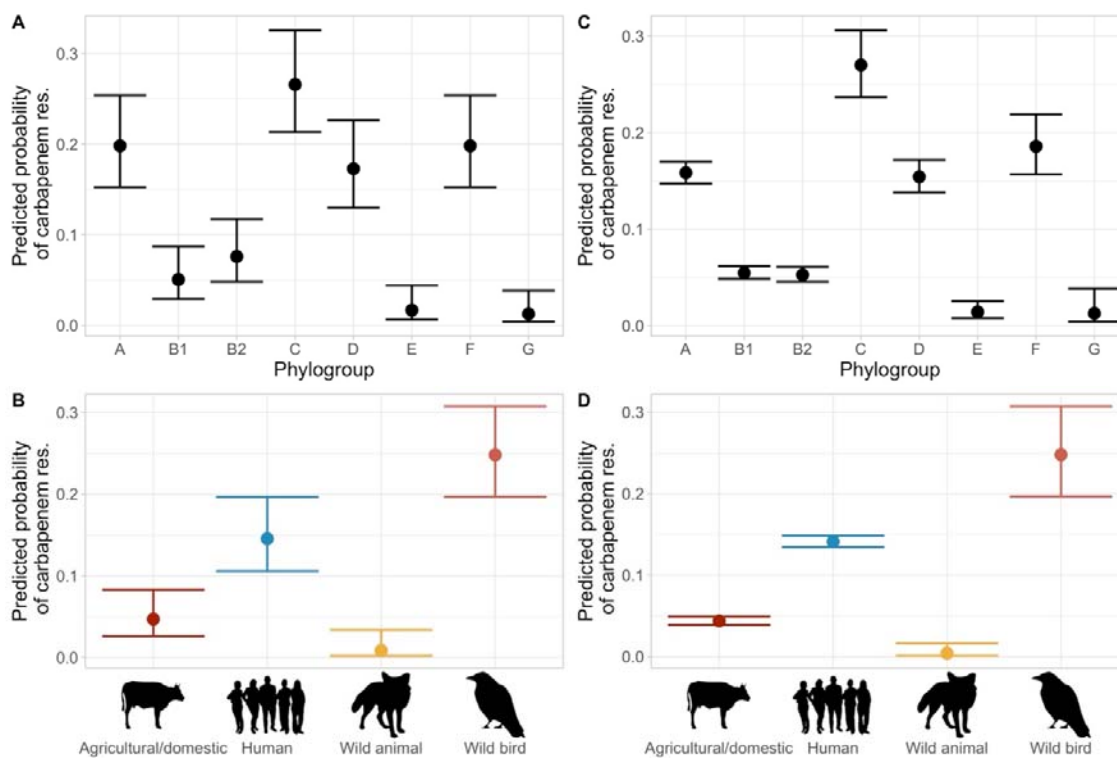 A
Predicted probability
of carbapenem res.
0.3
0.2
0.1
0.0
A B1 B2 C D E F G
Phylogroup
C
Predicted probability
of carbapenem res.
0.3
0.2
0.1
0.0
A B1 B2 C D E F G
Phylogroup
B
Predicted probability
of carbapenem res.
0.3
0.2
0.1
0.0
Agricultural/domestic Human Wild animal Wild bird
D
Predicted probability
of carbapenem res.
0.3
0.2
0.1
0.0
Agricultural/domestic Human Wild animal Wild bird